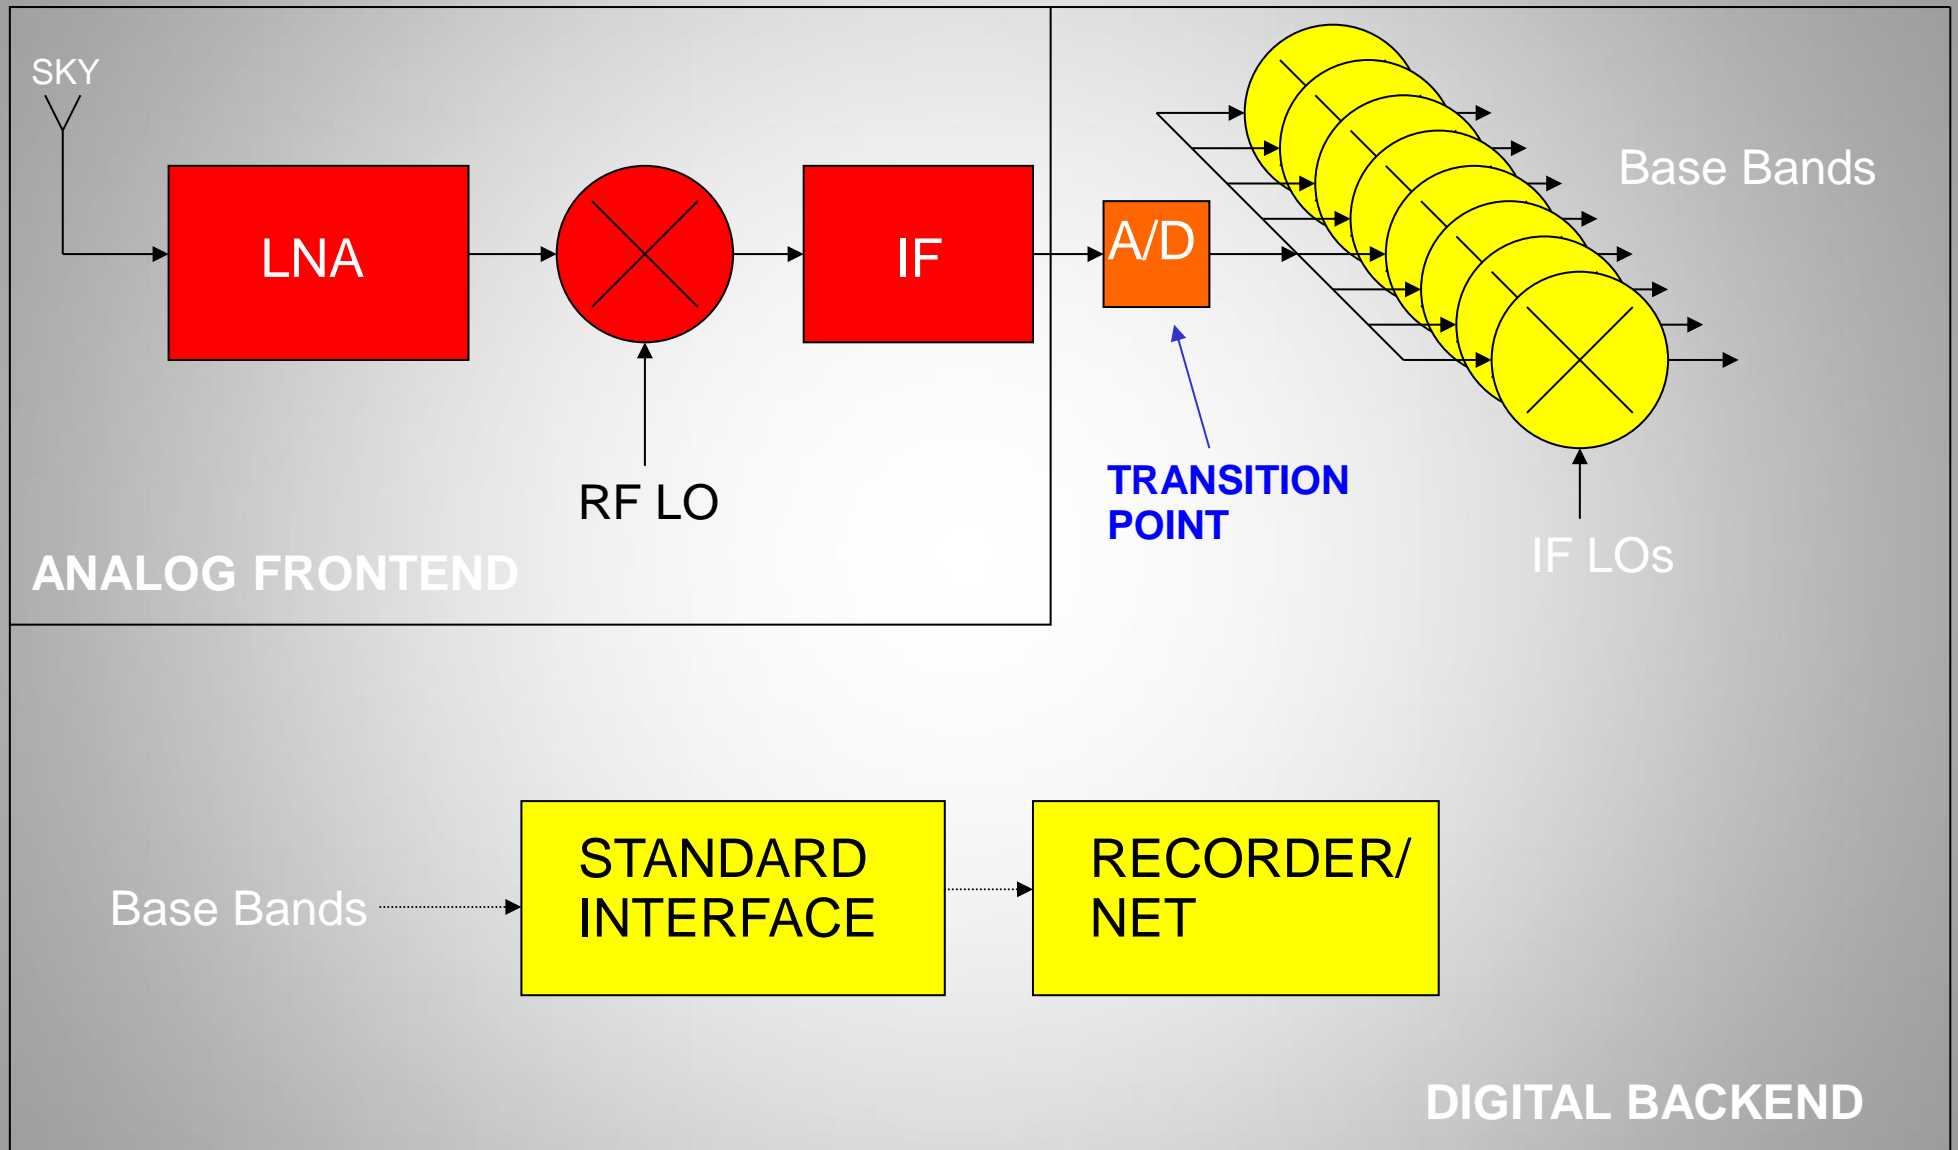 SKY
LNA
IF
A/D
Base Bands
RF LO
TRANSITION
POINT
IF LOs
ANALOG FRONTEND
STANDARD
INTERFACE
RECORDER/
NET
Base Bands
DIGITAL BACKEND